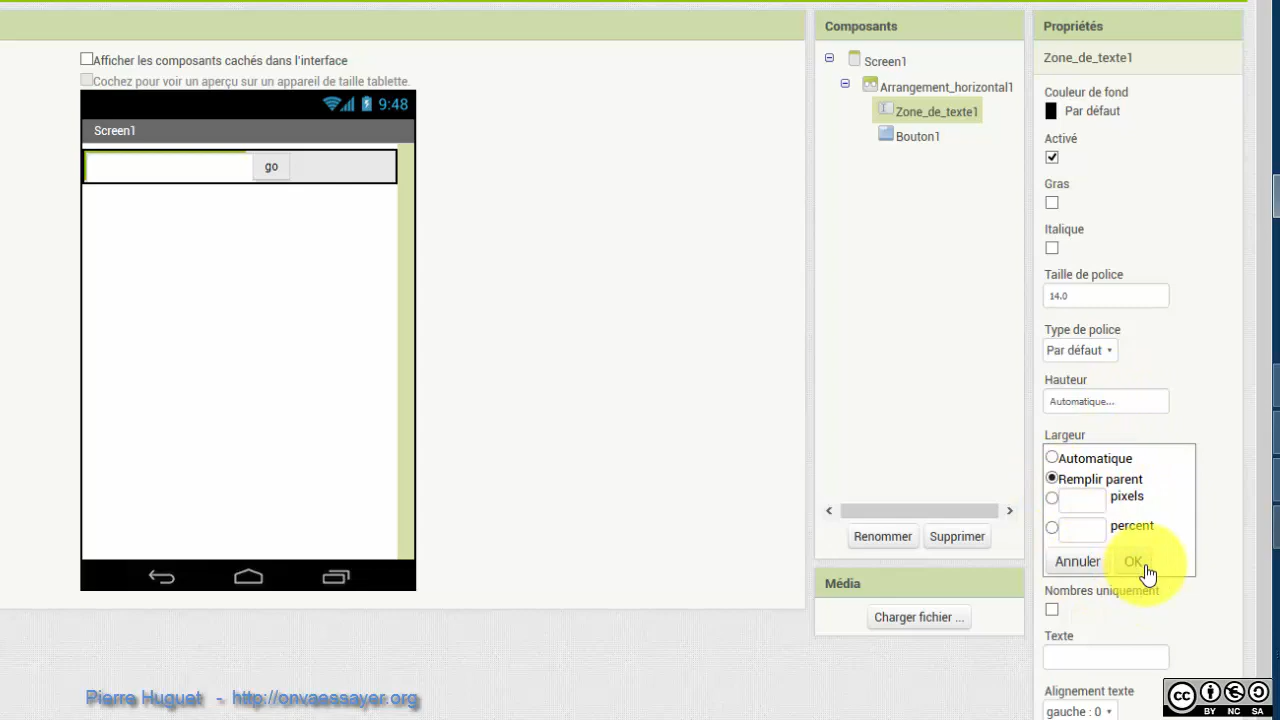 Composants
Propriétés
Afficher les composants cachés dans l'interface
Cochez pour voir un aperçu sur un appareil de taille tablette.
9:48
Screen1
go
Screen1
Arrangement_horizontal1
Zone_de_texte1
Bouton1
Renommer
Supprimer
Média
Charger fichier ...
Zone_de_texte1
Couleur de fond
Par défaut
Activé
Gras
Italique
Taille de police
14.0
Type de police
Par défaut
Hauteur
Automatique...
Largeur
Automatique
Remplir parent
pixels
percent
Annuler
OK
Nombres uniquement
Texte
Alignement texte
gauche : 0
Pierre Huguet - http://onvaessayer.org
cc
BY NC SA